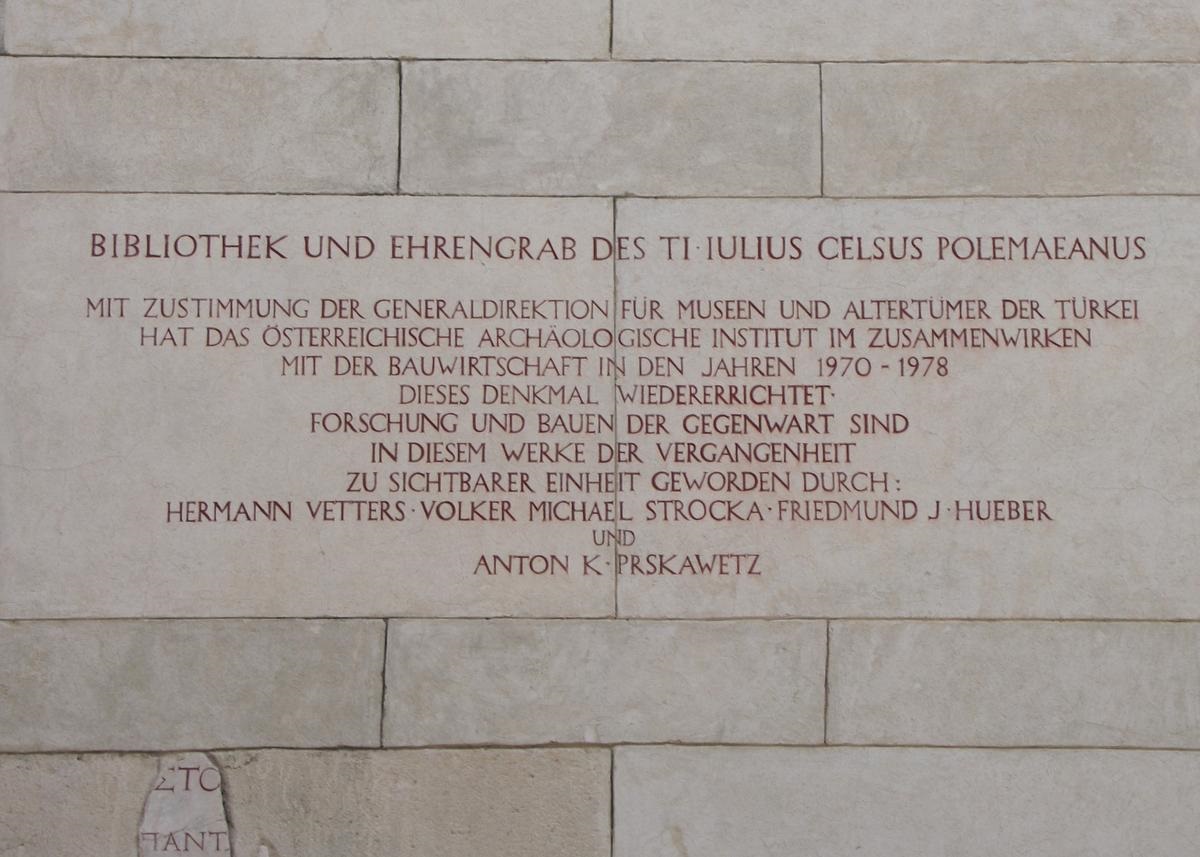 BIBLIOTHEK UND EHRENGRAB DES TI·IULIUS CELSUS POLEMAEANUS
MIT ZUSTIMMUNG DER GENERALDIREKTION FÜR MUSEEN UND ALTERTÜMER DER TÜRKEI
HAT DAS ÖSTERREICHISCHE ARCHÄOLOGISCHE INSTITUT IM ZUSAMMENWIRKEN
MIT DER BAUWIRTSCHAFT IN DEN JAHREN 1970 - 1978
DIESES DENKMAL WIEDERERRICHTET·
FORSCHUNG UND BAUEN DER GEGENWART SIND
IN DIESEM WERKE DER VERGANGENHEIT
ZU SICHTBARER EINHEIT GEWORDEN DURCH:
HERMANN VETTERS·VOLKER MICHAEL STROCKA·FRIEDMUND J·HUEBER
UND
ANTON K·PRSKAWETZ